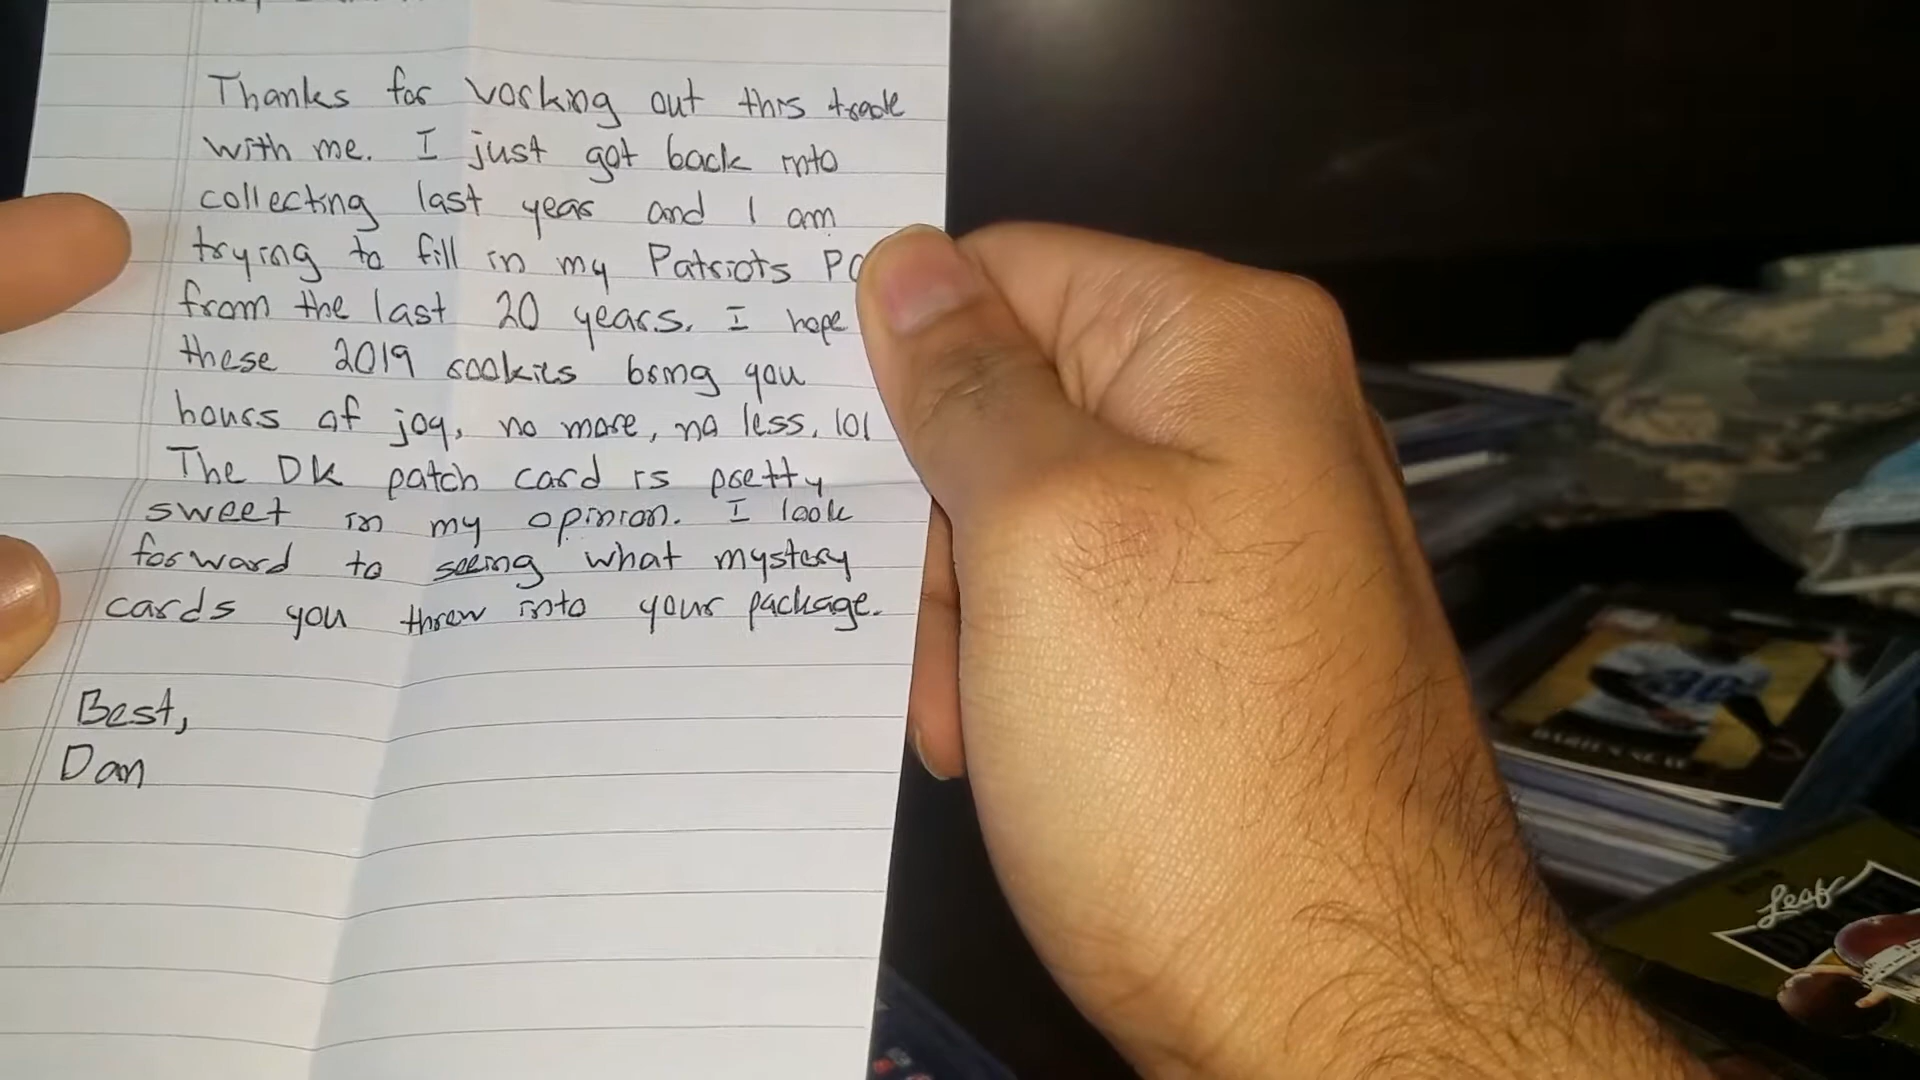 Thanks for working out this trade
with me. I just got back into
collecting last year and I am
trying to fill in my Patriots PC
from the last 20 years. I hope
these 2019 rookies bring you
hours of joy, no more, no less. lol
The DK patch card is pretty
sweet in my opinion. I look
forward to seeing what mystery
cards you threw into your package.
Best,
Dan
Leaf
DRAFT